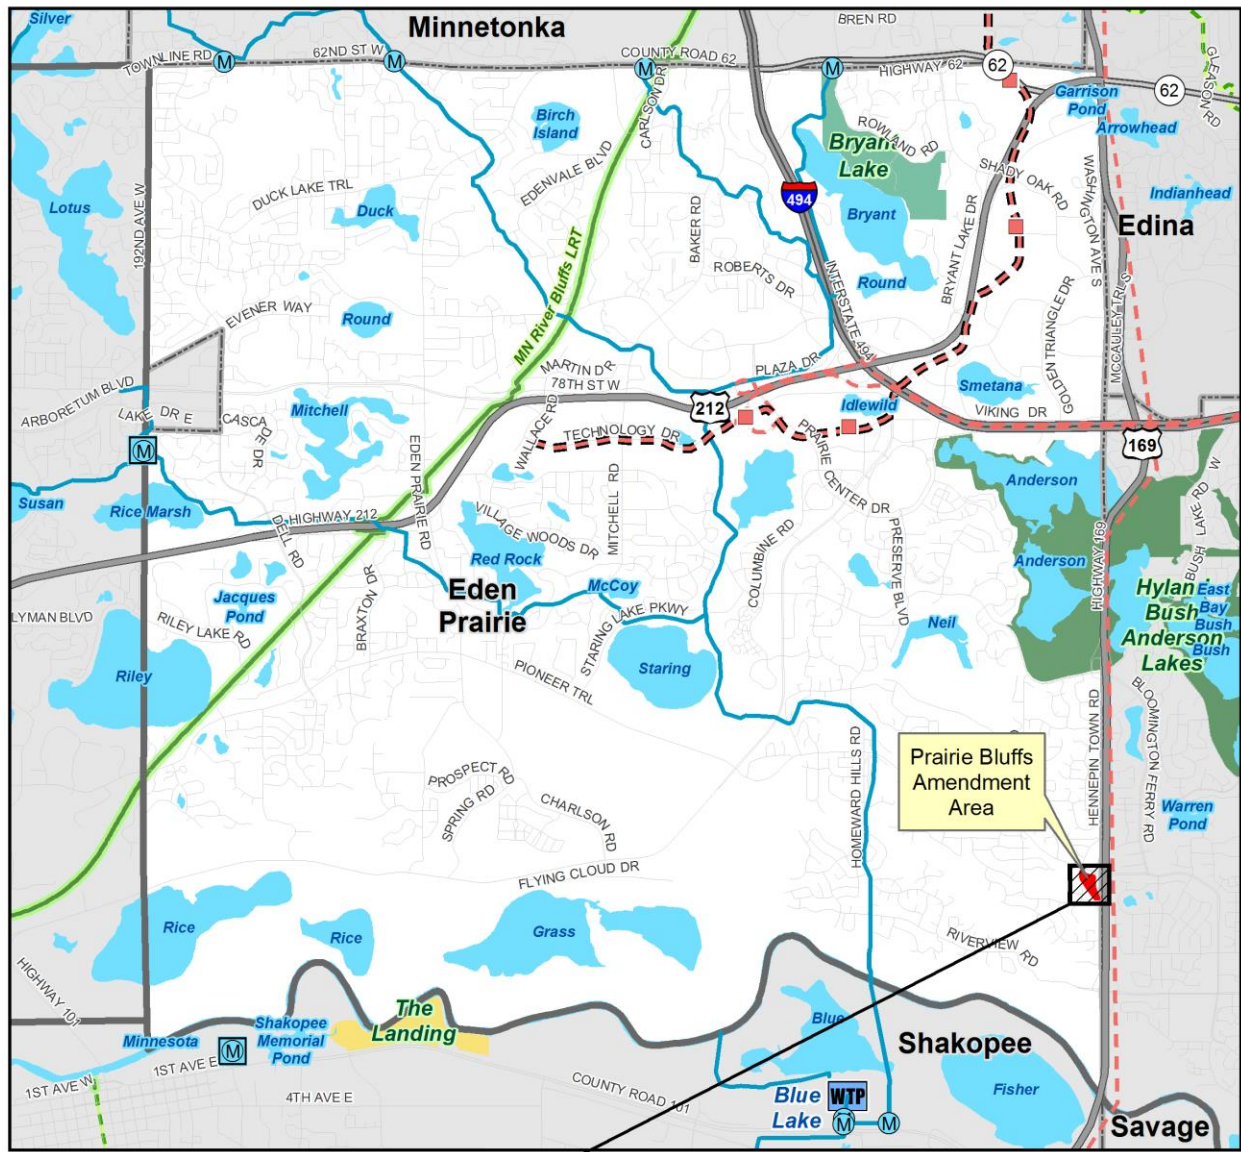 Silver
Minnetonka
BREN RD
TOWNLINE RD
62ND ST W
COUNTY ROAD 62
HIGHWAY 62
62
62
GLEASON RD
M
M
M
M
CARLSON DR
Garrison
Pond
Arrowhead
Birch
Island
ROWLAND RD
Bryant
Lake
EDENVALE BLVD
SHADY OAK RD
WASHINGTON AVE S
DUCK LAKE TRL
494
Indianhead
Lotus
Duck
Bryant
Edina
192ND AVE W
BAKER RD
BRYANT LAKE DR
MN River Bluffs LRT
ROBERTS DR
INTERSTATE 494
Round
GOLDEN TRIANGLE DR
MCCAULEY TRL S
EVENER WAY
Round
MARTIN DR
PLAZA DR
78TH ST W
ARBORETUM BLVD
Smetana
LAKE DR E
CASCADE DR
Mitchell
WALLACE RD
212
Idlewild
VIKING DR
TECHNOLOGY DR
PRAIRIE CENTER DR
169
M
EDEN PRAIRIE RD
MITCHELL RD
Anderson
BUSH LAKE RD W
Susan
Rice Marsh
HIGHWAY 212
VILLAGE WOODS DR
COLUMBINE RD
PRESERVE BLVD
HIGHWAY 169
DELL RD
Red Rock
Anderson
McCoy
Eden
Prairie
Jacques
Pond
BRAXTON DR
STARING LAKE PKWY
Neil
East
Bay
Bush
Bush
Bush
Anderson
Lakes
LYMAN BLVD
RILEY LAKE RD
Riley
PIONEER TRL
Staring
HENNEPIN TOWN RD
BLOOMINGTON FERRY RD
HOMEWARD HILLS RD
Prairie Bluffs
Amendment
Area
PROSPECT RD
SPRING RD
CHARLSON RD
Warren
Pond
FLYING CLOUD DR
Rice
Rice
Grass
RIVERVIEW RD
HIGHWAY 101
The
Landing
Shakopee
Memorial
Pond
Minnesota
M
Blue
Shakopee
1ST AVE W
1ST AVE E
4TH AVE E
COUNTY ROAD 101
Blue
Lake
WTP
M
M
Fisher
Savage